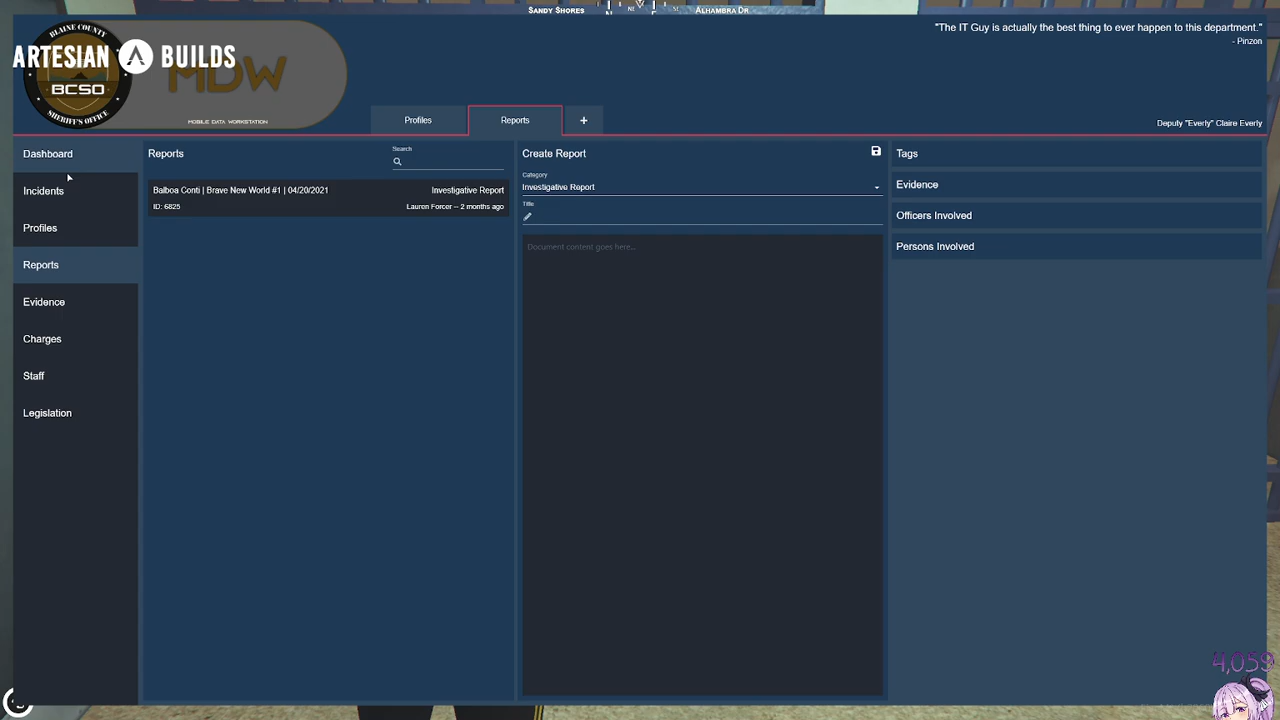 SANDY SHORES
ALHAMBRA DR
"The IT Guy is actually the best thing to ever happen to this department."
- Pinzon
BLAINE COUNTY
ARTESIAN BUILDS
BCSO
SHERIFF'S OFFICE
MDW
MOBILE DATA WORKSTATION
Profiles
Reports
+
Deputy "Everly" Claire Everly
Dashboard
Incidents
Profiles
Reports
Evidence
Charges
Staff
Legislation
Reports
Search
Balboa Conti | Brave New World #1 | 04/20/2021
Investigative Report
ID: 6825
Lauren Forcer – 2 months ago
Create Report
Category
Investigative Report
Title
Document content goes here...
Tags
Evidence
Officers Involved
Persons Involved
4,059